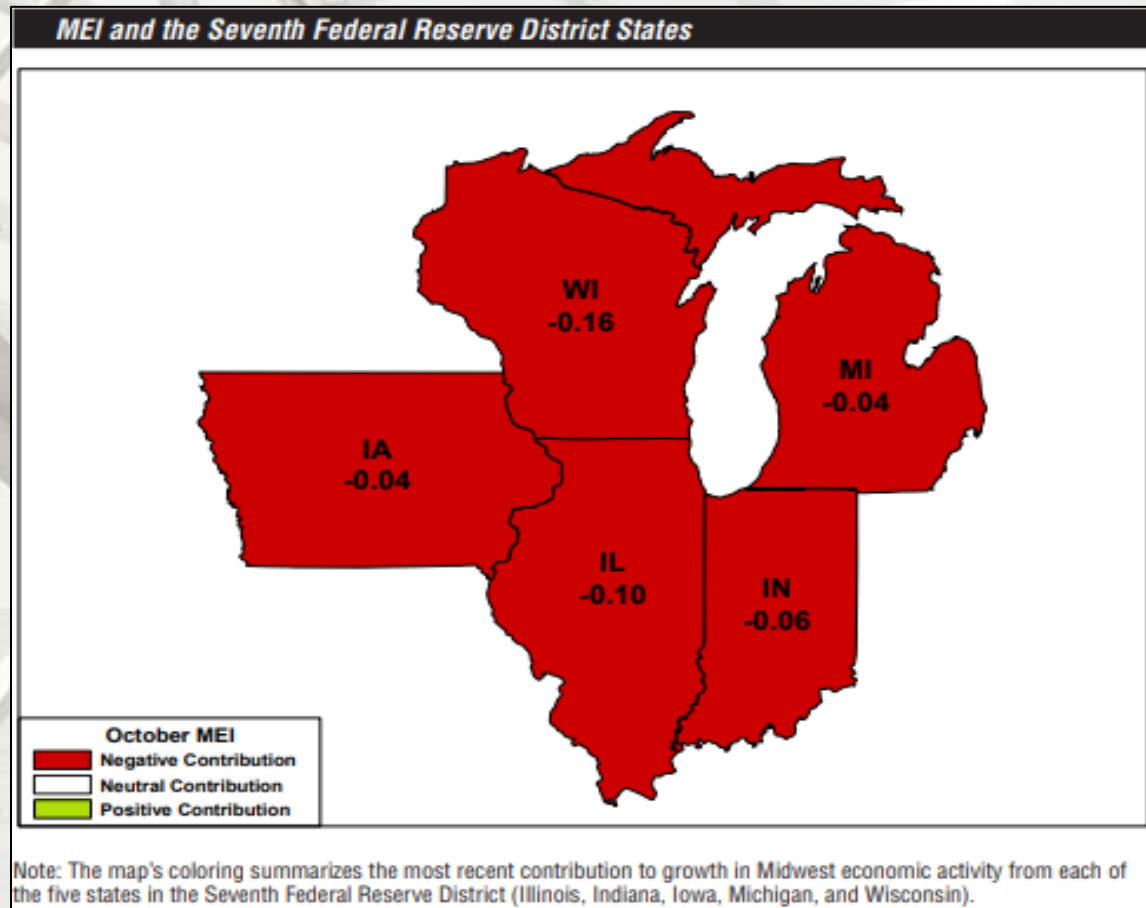 MEI and the Seventh Federal Reserve District States
WI
-0.16
MI
-0.04
IA
-0.04
IL
-0.10
IN
-0.06
October MEI
Negative Contribution
Neutral Contribution
Positive Contribution
Note: The map's coloring summarizes the most recent contribution to growth in Midwest economic activity from each of
the five states in the Seventh Federal Reserve District (Illinois, Indiana, Iowa, Michigan, and Wisconsin).